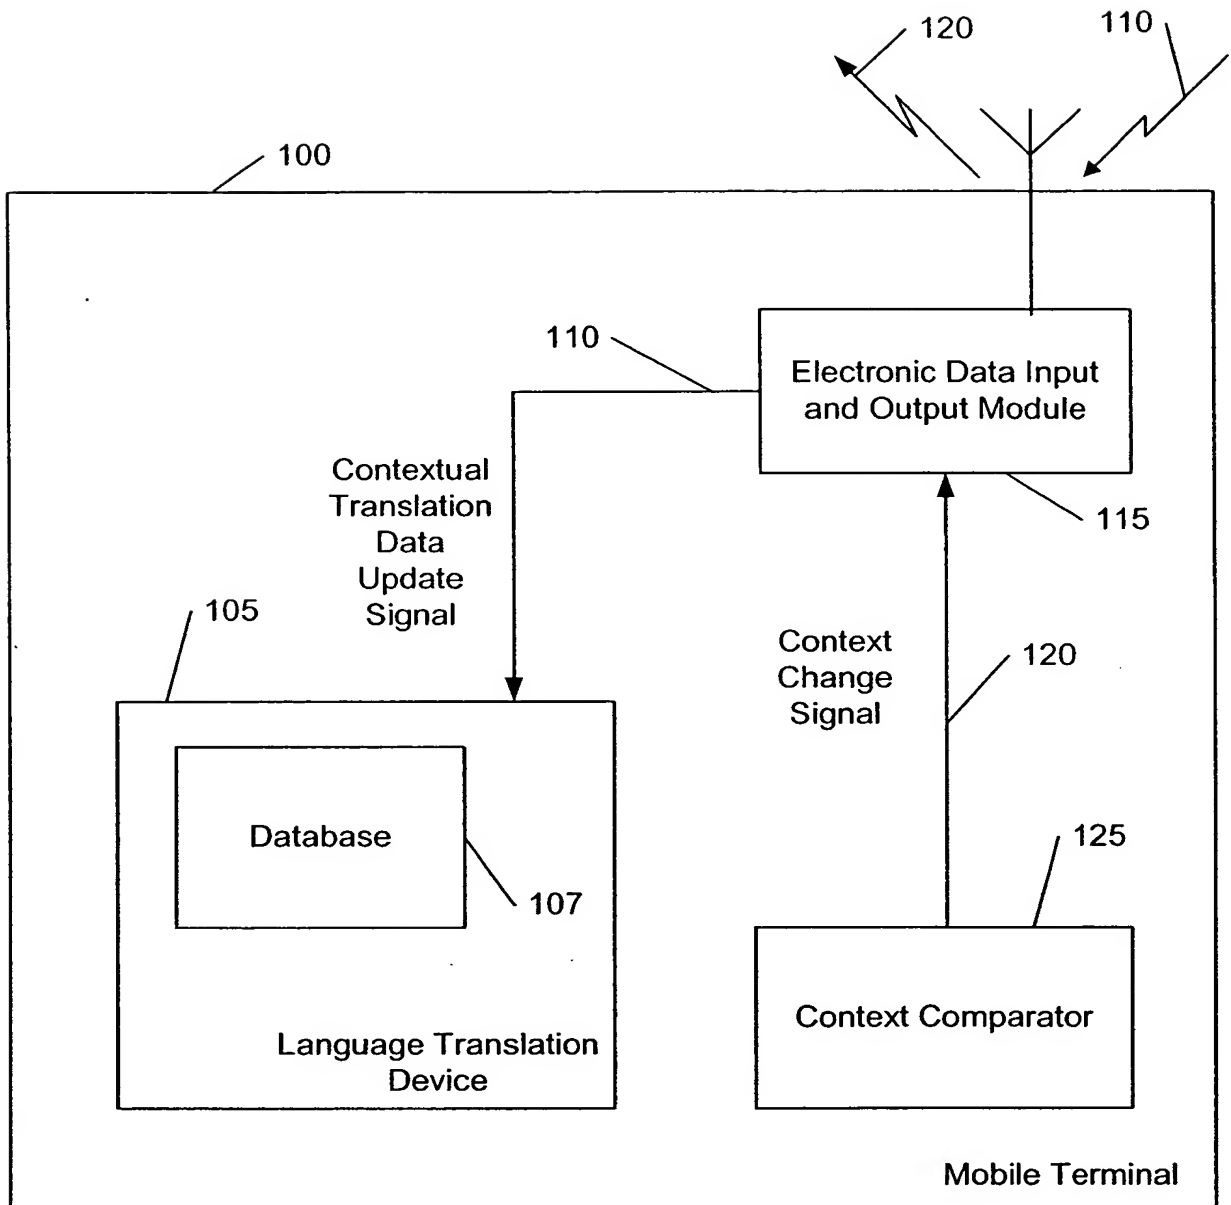 120
110
100
110
Electronic Data Input
and Output Module
Contextual
Translation
Data
Update
Signal
115
105
Context
Change
Signal
120
Database
107
125
Context Comparator
Language Translation
Device
Mobile Terminal